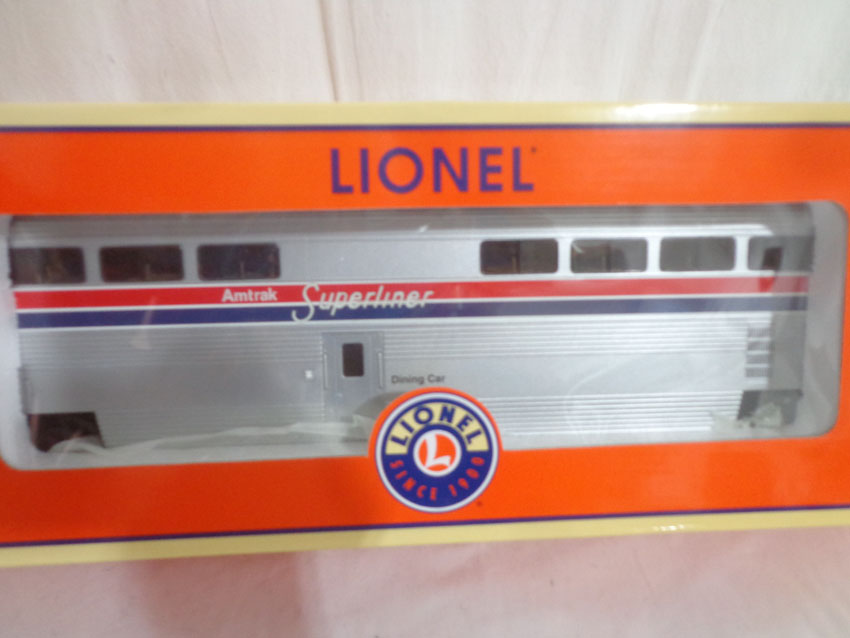 LIONEL
Amtrak Superliner
Dining Car
LIONEL
L
SINCE 1900